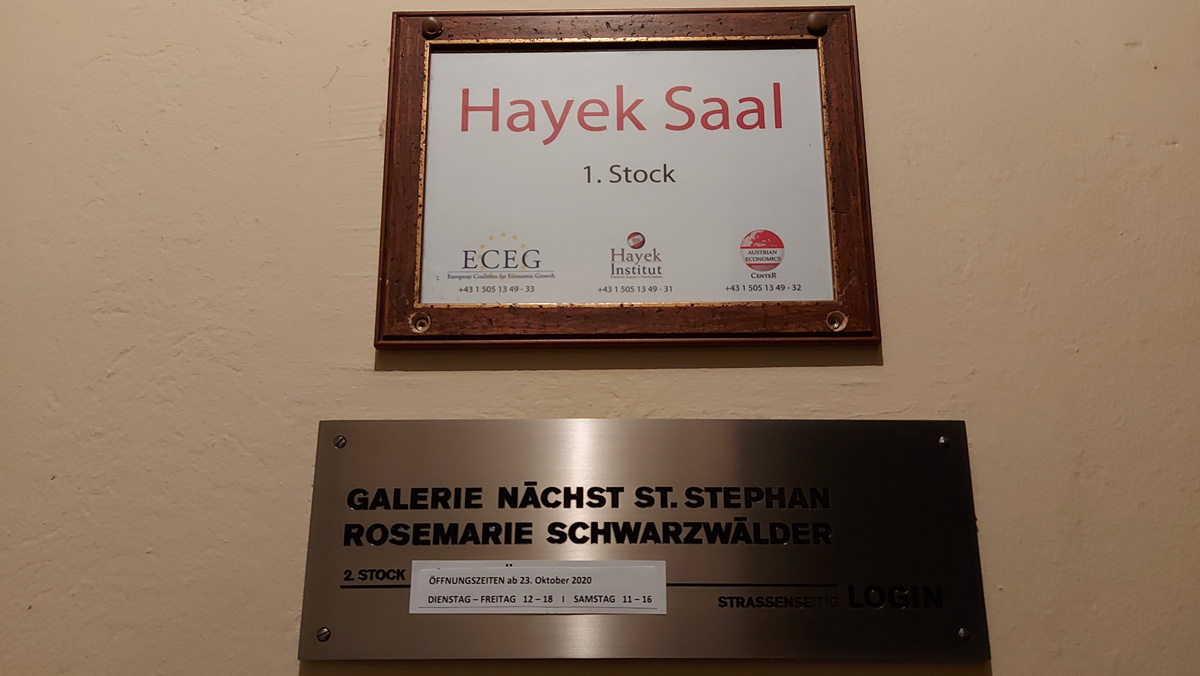 Hayek Saal
1. Stock
ECEG
European Coalition for Economic Growth
+43 1 505 13 49 - 33
Hayek
Institut
+43 1 505 13 49 - 31
AUSTRIAN
ECONOMICS
CENTER
+43 1 505 13 49 - 32
GALERIE NÄCHST ST. STEPHAN
ROSEMARIE SCHWARZWÄLDER
2. STOCK
ÖFFNUNGSZEITEN ab 23. Oktober 2020
DIENSTAG – FREITAG 12 – 18 I SAMSTAG 11 – 16
STRASSENSEITIG LOGIN